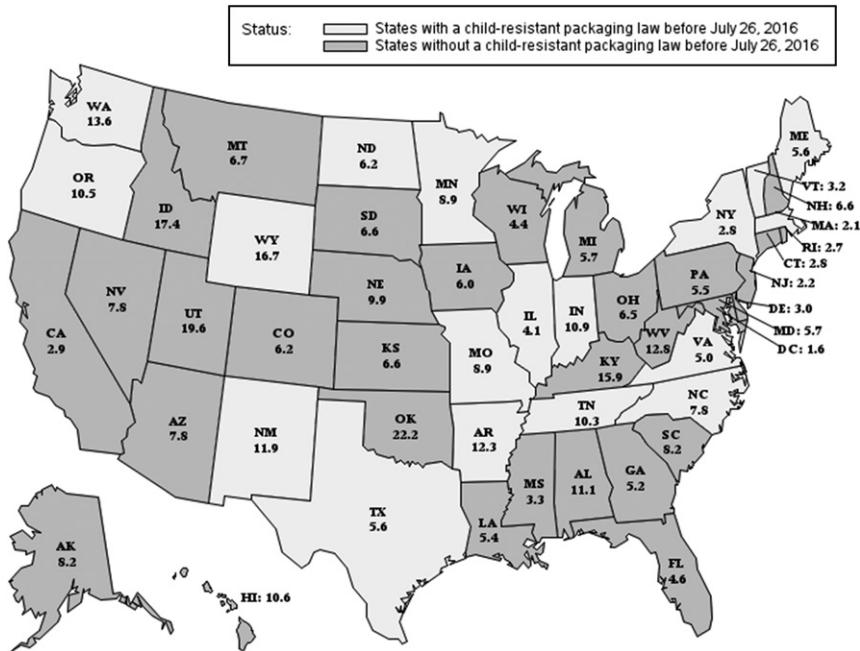 Status:
States with a child-resistant packaging law before July 26, 2016
States without a child-resistant packaging law before July 26, 2016
WA
13.6
MT
6.7
ND
6.2
MN
8.9
ME
5.6
OR
10.5
ID
17.4
WY
16.7
SD
6.6
WI
4.4
MI
5.7
NY
2.8
VT: 3.2
NH: 6.6
MA: 2.1
RI: 2.7
CT: 2.8
NJ: 2.2
DE: 3.0
MD: 5.7
DC: 1.6
NV
7.8
UT
19.6
CO
6.2
NE
9.9
IA
6.0
IL
4.1
IN
10.9
OH
6.5
PA
5.5
WV
12.8
VA
5.0
CA
2.9
KS
6.6
MO
8.9
KY
15.9
NC
7.8
TN
10.3
AZ
7.8
NM
11.9
OK
22.2
AR
12.3
SC
8.2
MS
3.3
AL
11.1
GA
5.2
TX
5.6
LA
5.4
FL
4.6
AK
8.2
HI: 10.6